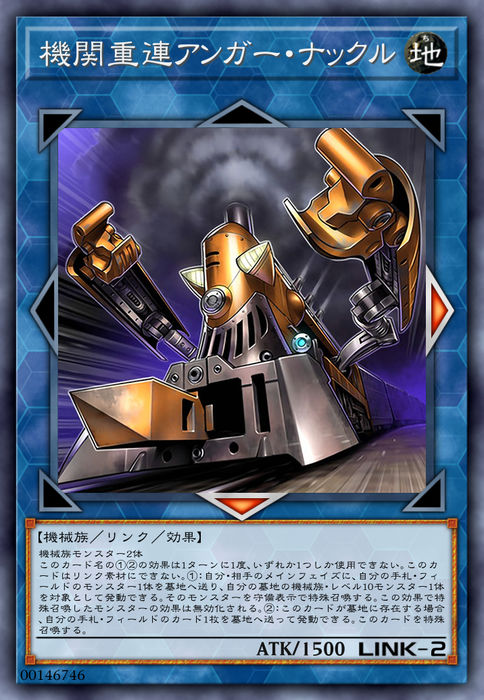 機関重連アンガー・ナックル 地
【機械族／リンク／効果】
機械族モンスター2体
このカード名の①②の効果は1ターンに1度、いずれか1つしか使用できない。このカ
ードはリンク素材にできない。①：自分・相手のメインフェイズに、自分の手札・フィ
ールドのモンスター1体を墓地へ送り、自分の墓地の機械族・レベル10モンスター1体
を対象として発動できる。そのモンスターを守備表示で特殊召喚する。この効果で特
殊召喚したモンスターの効果は無効化される。②：このカードが墓地に存在する場合
、自分の手札・フィールドのカード1枚を墓地へ送って発動できる。このカードを特殊
召喚する。
ATK/1500 LINK-2
00146746